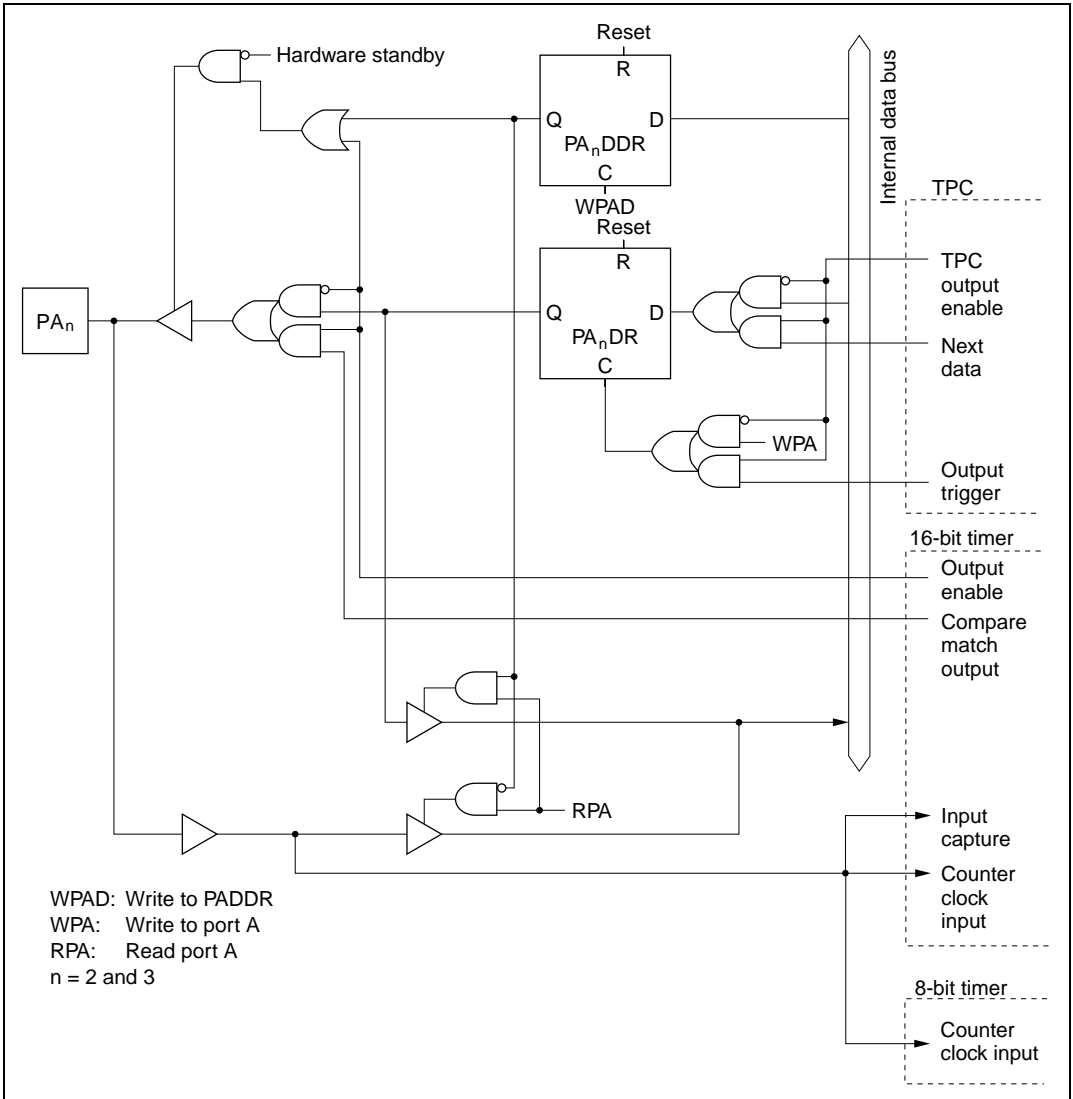 Reset
Hardware standby
R
Q
D
PAnDDR
C
WPAD
Internal data bus
TPC
Reset
R
Q
D
PAnDR
C
PAn
TPC
output
enable
Next
data
WPA
Output
trigger
16-bit timer
Output
enable
Compare
match
output
RPA
Input
capture
Counter
clock
input
WPAD: Write to PADDR
WPA: Write to port A
RPA: Read port A
n = 2 and 3
8-bit timer
Counter
clock input